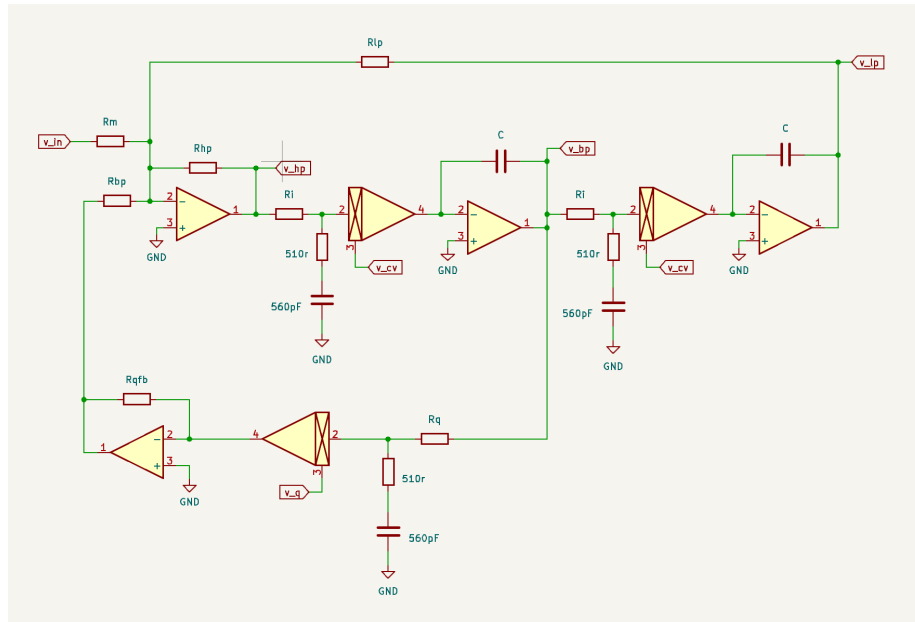 Rlp
v_lp
Rm
v_in
C
C
Rhp
v_bp
v_hp
Rbp
Ri
Ri
2
1
3
2
4
3
2
1
3
2
4
3
2
1
3
GND
510r
v_cv
GND
510r
v_cv
GND
560pF
560pF
GND
GND
Rqfb
Rq
1
2
3
4
2
3
510r
v_q
GND
560pF
GND